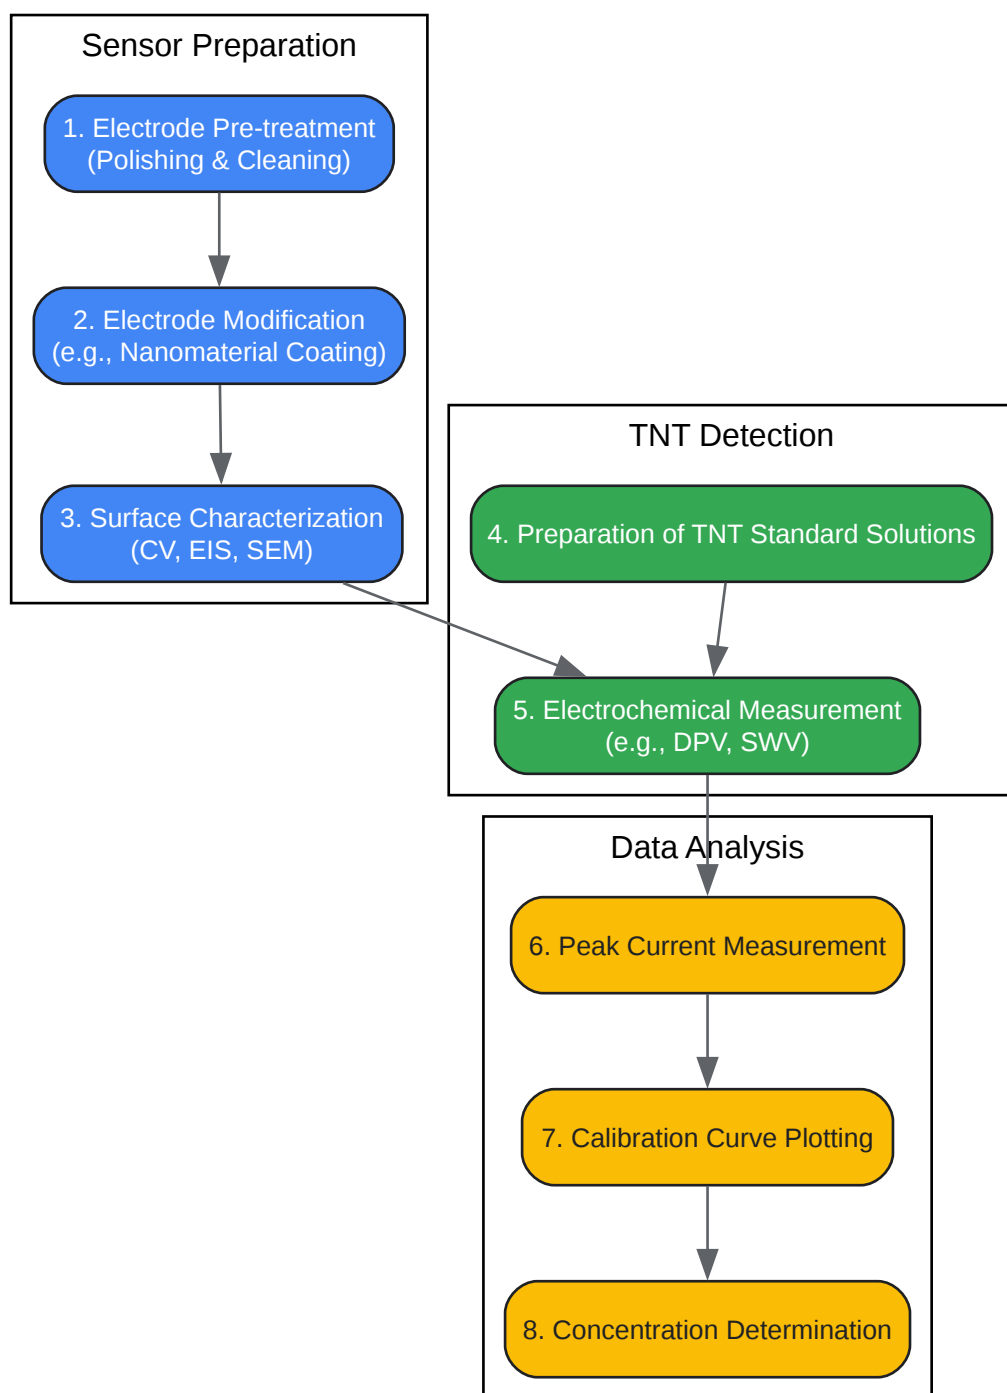 Sensor Preparation
1. Electrode Pre-treatment
(Polishing & Cleaning)
2. Electrode Modification
(e.g., Nanomaterial Coating)
3. Surface Characterization
(CV, EIS, SEM)
TNT Detection
4. Preparation of TNT Standard Solutions
5. Electrochemical Measurement
(e.g., DPV, SWV)
Data Analysis
6. Peak Current Measurement
7. Calibration Curve Plotting
8. Concentration Determination